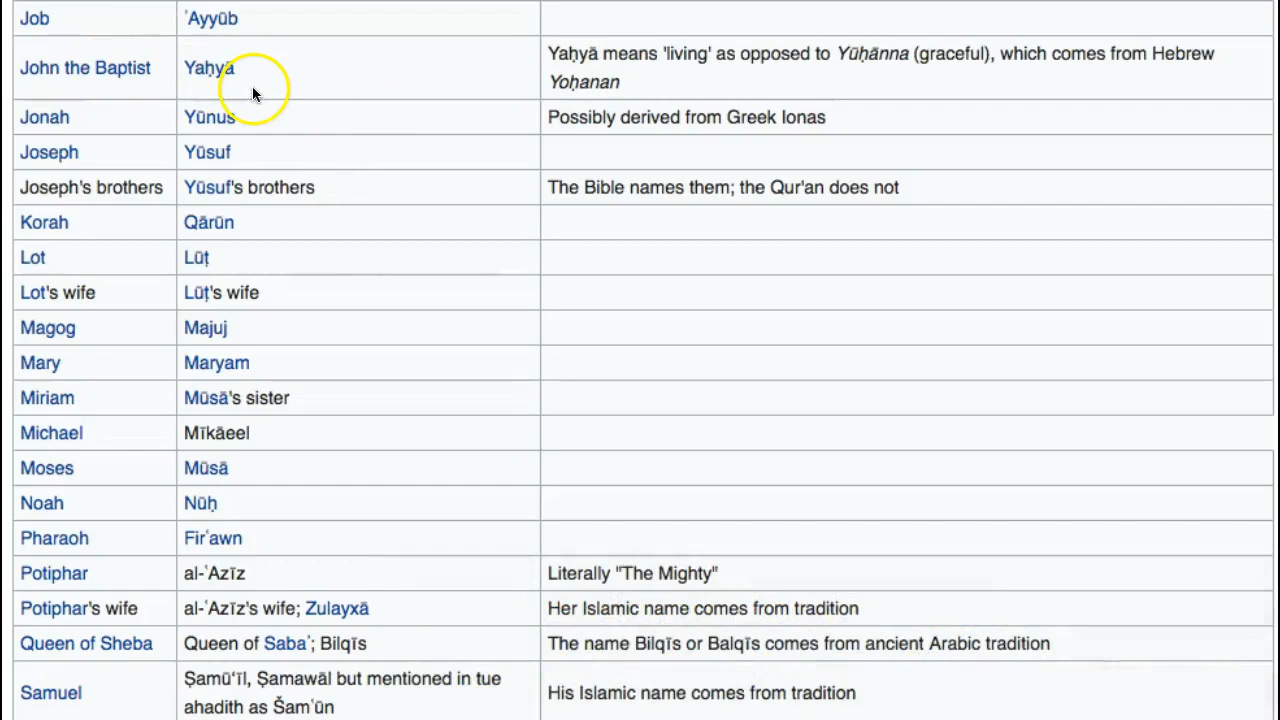 Job ʾAyyūb
John the Baptist Yaḥyā Yaḥyā means 'living' as opposed to Yūḥānna (graceful), which comes from Hebrew
Yoḥanan
Jonah Yūnus Possibly derived from Greek Ionas
Joseph Yūsuf
Joseph's brothers Yūsuf's brothers The Bible names them; the Qur'an does not
Korah Qārūn
Lot Lūṭ
Lot's wife Lūṭ's wife
Magog Majuj
Mary Maryam
Miriam Mūsā's sister
Michael Mīkāeel
Moses Mūsā
Noah Nūḥ
Pharaoh Firʿawn
Potiphar al-ʿAzīz Literally "The Mighty"
Potiphar's wife al-ʿAzīz's wife; Zulayxā Her Islamic name comes from tradition
Queen of Sheba Queen of Sabaʾ; Bilqīs The name Bilqīs or Balqīs comes from ancient Arabic tradition
Samuel Ṣamūʾīl, Ṣamawāl but mentioned in tue His Islamic name comes from tradition
ahadith as Šamʿūn